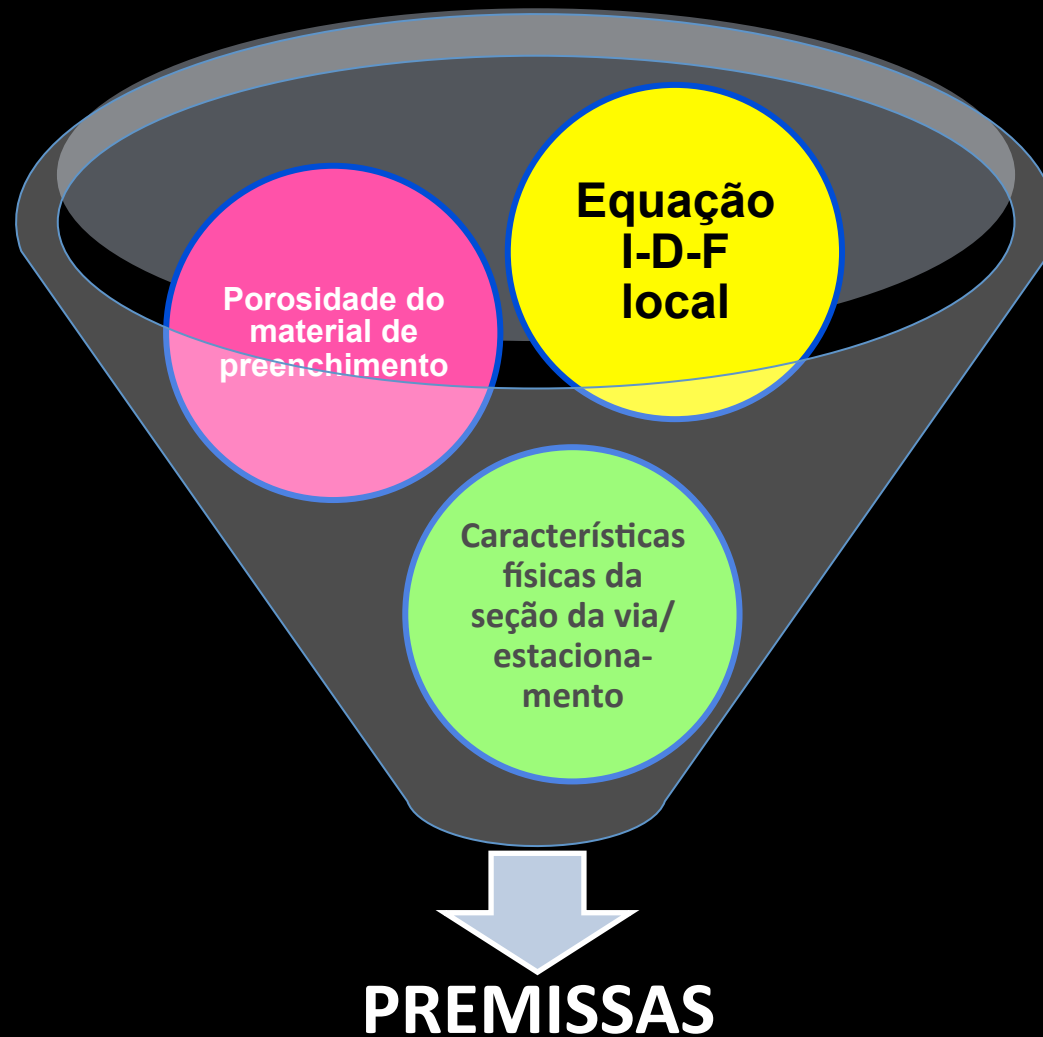 Equação
I-D-F
local
Porosidade do
material de
preenchimento
Características
físicas da
seção da via/
estaciona-
mento
PREMISSAS